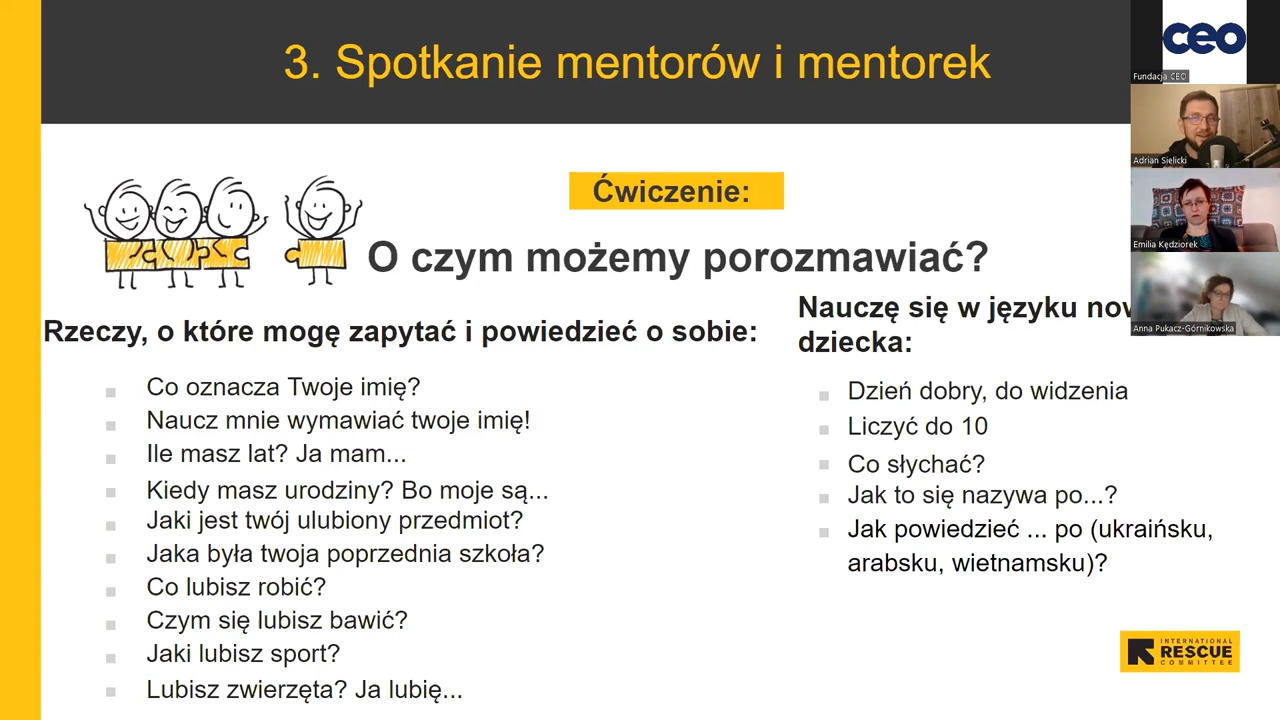 3. Spotkanie mentorów i mentorek
Ćwiczenie:
O czym możemy porozmawiać?
Rzeczy, o które mogę zapytać i powiedzieć o sobie:
Co oznacza Twoje imię?
Naucz mnie wymawiać twoje imię!
Ile masz lat? Ja mam...
Kiedy masz urodziny? Bo moje są...
Jaki jest twój ulubiony przedmiot?
Jaka była twoja poprzednia szkoła?
Co lubisz robić?
Czym się lubisz bawić?
Jaki lubisz sport?
Lubisz zwierzęta? Ja lubię...
Nauczę się w języku
dziecka:
Dzień dobry, do widzenia
Liczyć do 10
Co słychać?
Jak to się nazywa po...?
Jak powiedzieć ... po (ukraińsku,
arabsku, wietnamsku)?
INTERNATIONAL
RESCUE
COMMITTEE
ceo
Fundacja CEO
Adrian Sielicki
Emilia Kędziorek
Anna Pukacz-Górnikowska